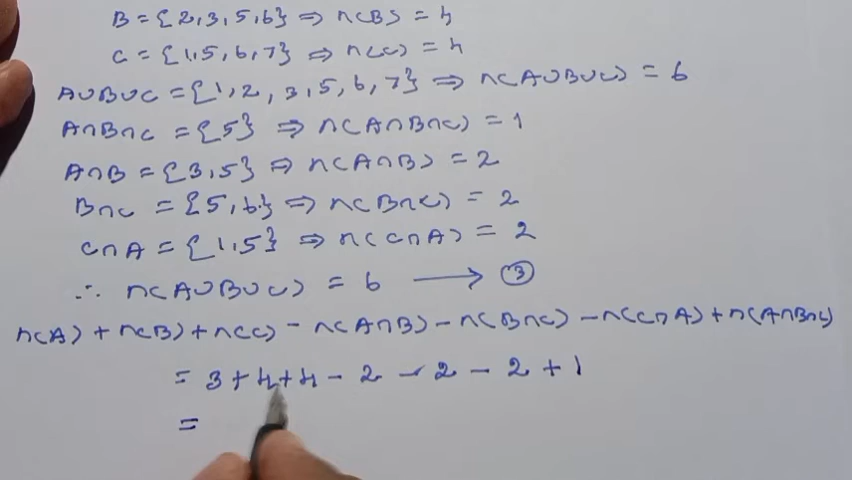 B = {2,3,5,6} ⇒ n(B) = 4
C = {1,5,6,7} ⇒ n(C) = 4
A∪B∪C = {1,2,3,5,6,7} ⇒ n(A∪B∪C) = 6
A∩B∩C = {5} ⇒ n(A∩B∩C) = 1
A∩B = {3,5} ⇒ n(A∩B) = 2
B∩C = {5,6} ⇒ n(B∩C) = 2
C∩A = {1,5} ⇒ n(C∩A) = 2
∴ n(A∪B∪C) = 6 → ③
n(A) + n(B) + n(C) - n(A∩B) - n(B∩C) - n(C∩A) + n(A∩B∩C)
= 3 + 4 + 4 - 2 - 2 - 2 + 1
=